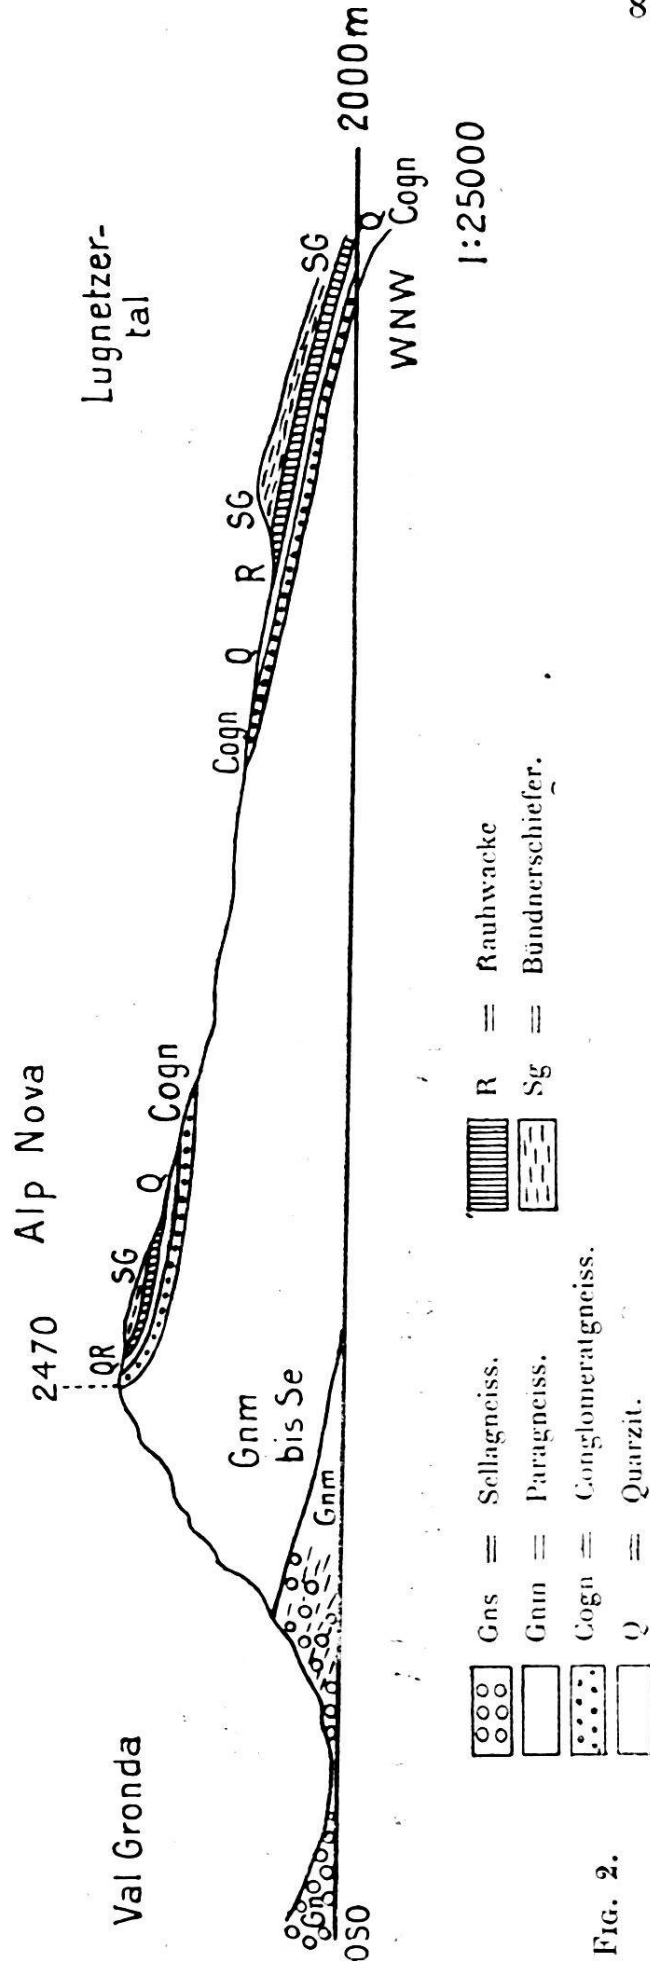 Val Gronda
2470
Alp Nova
Lugnetzer-
tal
QR
SG
Q
Cogn
Cogn
Q
R
SG
SG
2000m
Q
Cogn
Gnm
bis Se
Gnm
Gn
OSO
WNW
1:25000
Gns = Sellagneiss.
Gnm = Paragneiss.
Cogn = Conglomeratgneiss.
Q = Quarzit.
R = Rauhwacke
Sg = Bündnerschiefer.
FIG. 2.